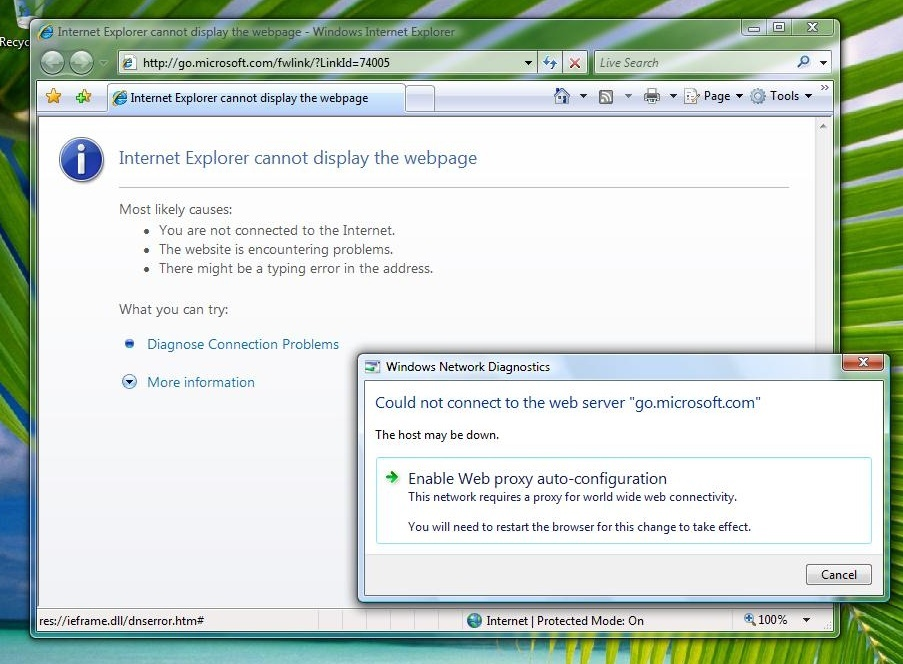 Recyc
Internet Explorer cannot display the webpage - Windows Internet Explorer
http://go.microsoft.com/fwlink/?LinkId=74005
Live Search
Internet Explorer cannot display the webpage
Page
Tools
»
Internet Explorer cannot display the webpage
Most likely causes:
• You are not connected to the Internet.
• The website is encountering problems.
• There might be a typing error in the address.
What you can try:
Diagnose Connection Problems
More information
Windows Network Diagnostics
Could not connect to the web server "go.microsoft.com"
The host may be down.
Enable Web proxy auto-configuration
This network requires a proxy for world wide web connectivity.
You will need to restart the browser for this change to take effect.
Cancel
res://ieframe.dll/dnserror.htm#
Internet | Protected Mode: On
100%